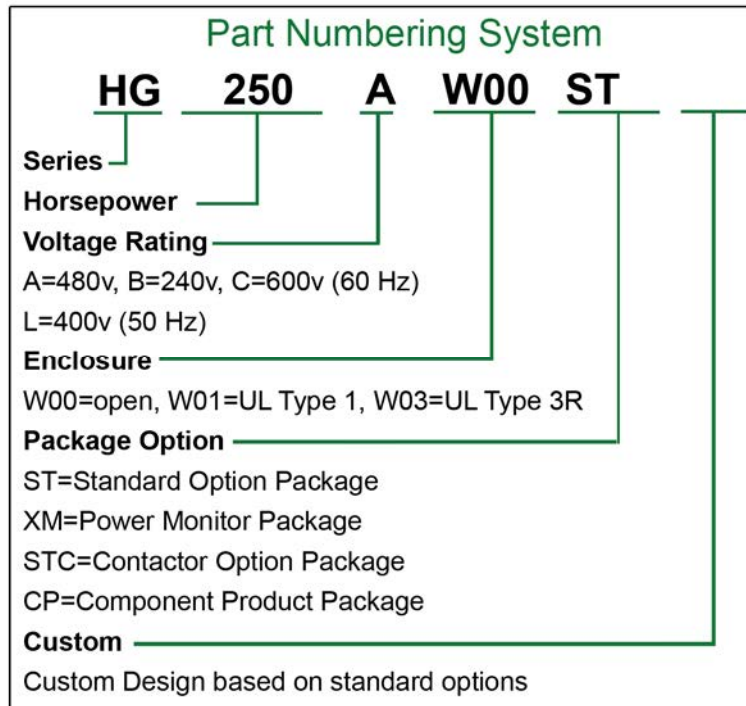 Part Numbering System
HG 250 A W00 ST
Series
Horsepower
Voltage Rating
A=480v, B=240v, C=600v (60 Hz)
L=400v (50 Hz)
Enclosure
W00=open, W01=UL Type 1, W03=UL Type 3R
Package Option
ST=Standard Option Package
XM=Power Monitor Package
STC=Contactor Option Package
CP=Component Product Package
Custom
Custom Design based on standard options